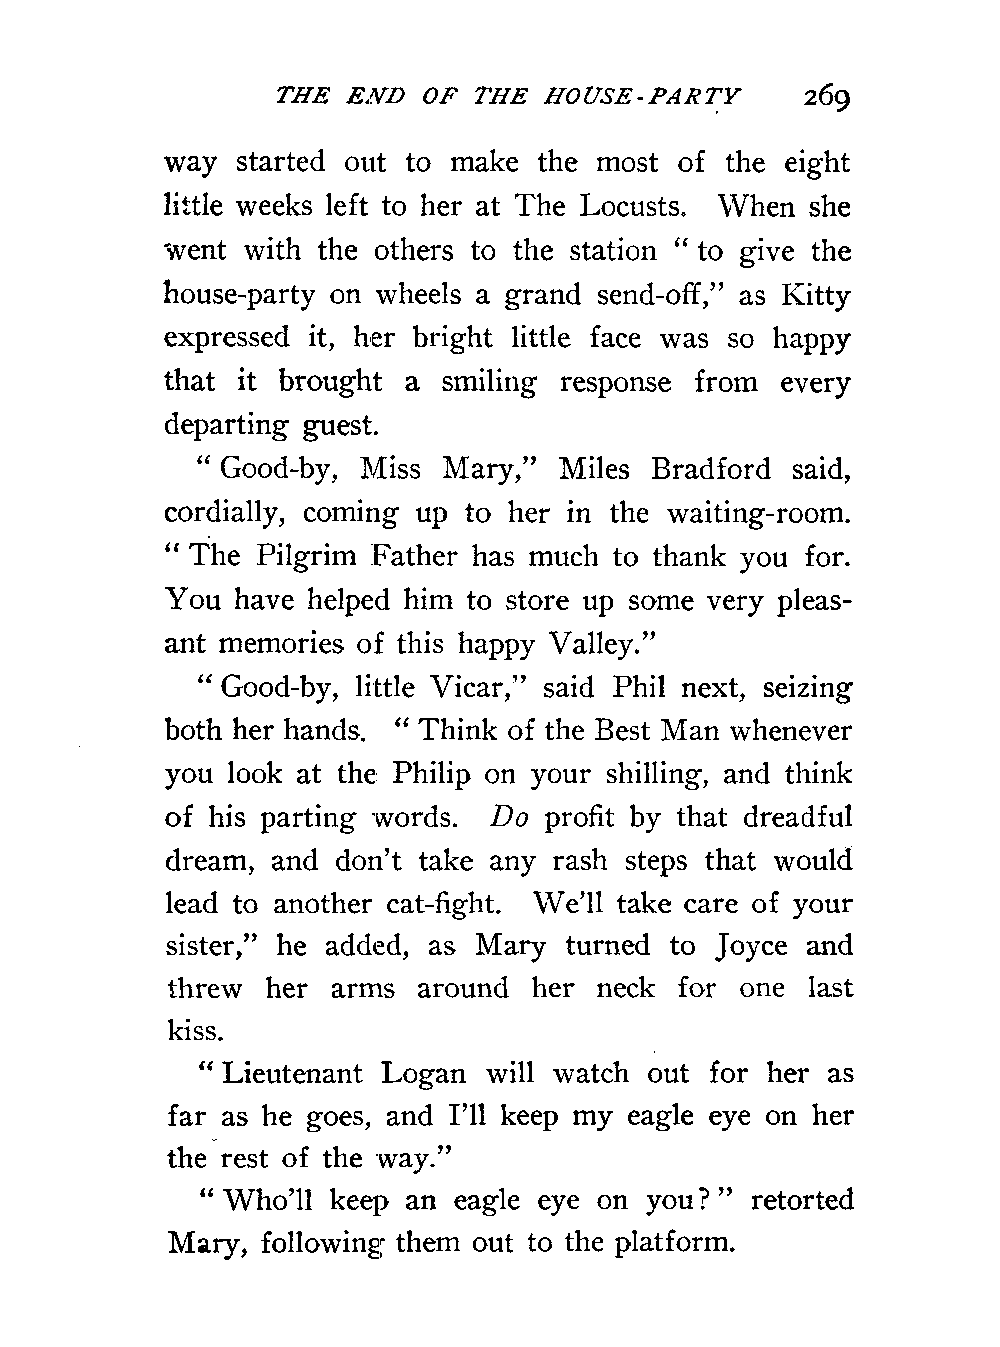 THE END OF THE HOUSE-PARTY 269
way started out to make the most of the eight
little weeks left to her at The Locusts. When she
went with the others to the station “ to give the
house-party on wheels a grand send-off,” as Kitty
expressed it, her bright little face was so happy
that it brought a smiling response from every
departing guest.
“ Good-by, Miss Mary,” Miles Bradford said,
cordially, coming up to her in the waiting-room.
“ The Pilgrim Father has much to thank you for.
You have helped him to store up some very pleas-
ant memories of this happy Valley.”
“ Good-by, little Vicar,” said Phil next, seizing
both her hands. “ Think of the Best Man whenever
you look at the Philip on your shilling, and think
of his parting words. Do profit by that dreadful
dream, and don’t take any rash steps that would
lead to another cat-fight. We’ll take care of your
sister,” he added, as Mary turned to Joyce and
threw her arms around her neck for one last
kiss.
“ Lieutenant Logan will watch out for her as
far as he goes, and I’ll keep my eagle eye on her
the rest of the way.”
“ Who’ll keep an eagle eye on you? ” retorted
Mary, following them out to the platform.